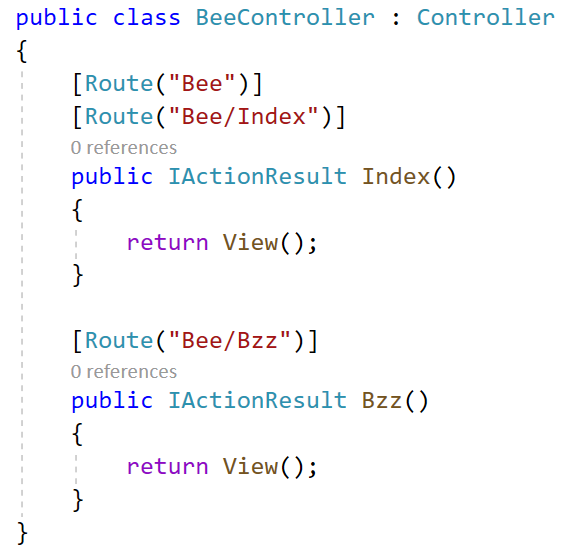 public class BeeController : Controller
{
[Route("Bee")]
[Route("Bee/Index")]
0 references
public IActionResult Index()
{
return View();
}
[Route("Bee/Bzz")]
0 references
public IActionResult Bzz()
{
return View();
}
}